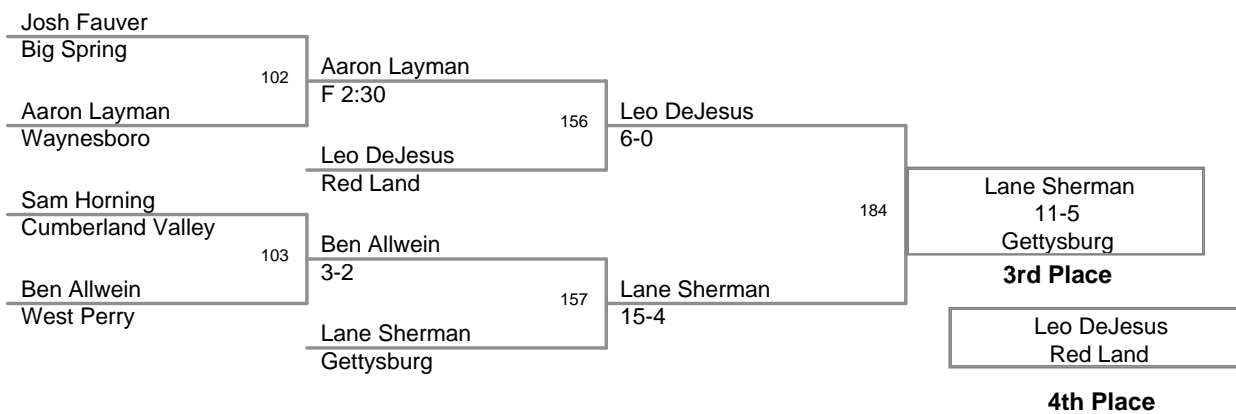 Josh Fauver
Big Spring
102
Aaron Layman
F 2:30
Aaron Layman
Waynesboro
156
Leo DeJesus
6-0
Leo DeJesus
Red Land
Sam Horning
Cumberland Valley
184
Lane Sherman
11-5
Gettysburg
3rd Place
103
Ben Allwein
3-2
Ben Allwein
West Perry
157
Lane Sherman
15-4
Lane Sherman
Gettysburg
Leo DeJesus
Red Land
4th Place